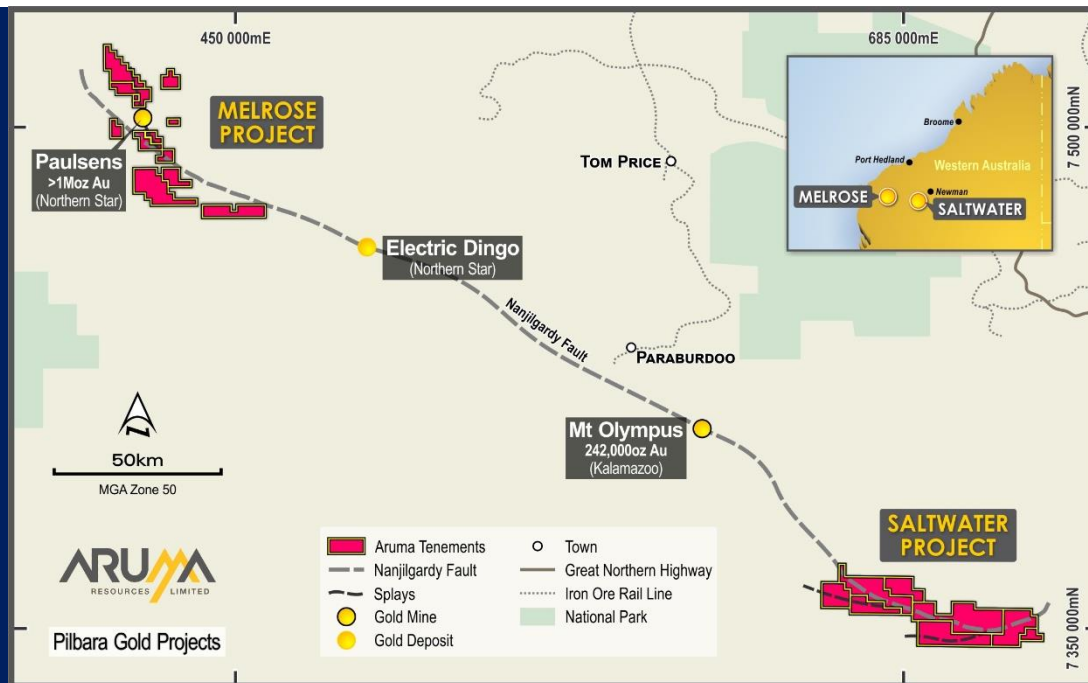 450 000mE
685 000mE
7 500 000mN
7 350 000mN
MELROSE
PROJECT
Paulsens
>1Moz Au
(Northern Star)
Electric Dingo
(Northern Star)
Nanjilgardy Fault
TOM PRICE
PARABURDOO
Mt Olympus
242,000oz Au
(Kalamazoo)
SALTWATER
PROJECT
Broome
Port Hedland
Western Australia
Newman
MELROSE
SALTWATER
N
50km
MGA Zone 50
ARUMA
RESOURCES LIMITED
Pilbara Gold Projects
Aruma Tenements
Nanjilgardy Fault
Splays
Gold Mine
Gold Deposit
Town
Great Northern Highway
Iron Ore Rail Line
National Park